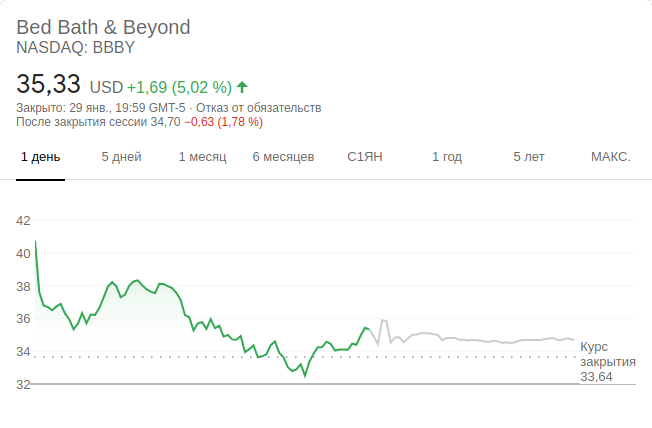 Bed Bath & Beyond
NASDAQ: BBBY
35,33 USD +1,69 (5,02 %)
Закрыто: 29 янв., 19:59 GMT-5 · Отказ от обязательств
После закрытия сессии 34,70 −0,63 (1,78 %)
1 день 5 дней 1 месяц 6 месяцев С1ЯН 1 год 5 лет МАКС.
42
40
38
36
34
32
Курс
закрытия
33,64